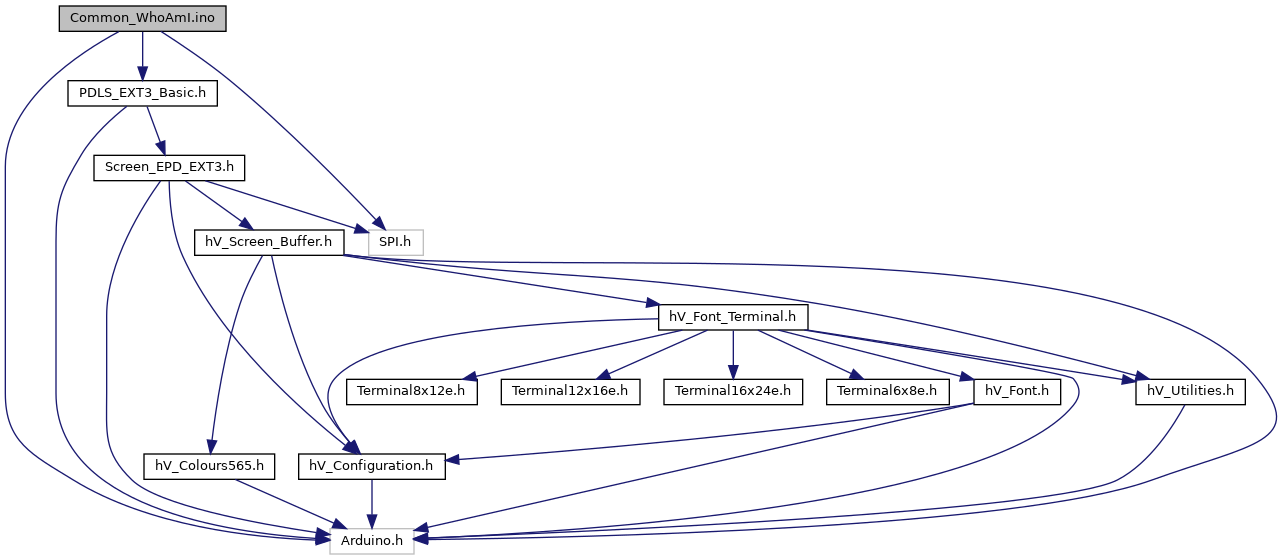 Common_WhoAmI.ino
PDLS_EXT3_Basic.h
Screen_EPD_EXT3.h
hV_Screen_Buffer.h
SPI.h
hV_Font_Terminal.h
Terminal8x12e.h
Terminal12x16e.h
Terminal16x24e.h
Terminal6x8e.h
hV_Font.h
hV_Utilities.h
hV_Colours565.h
hV_Configuration.h
Arduino.h